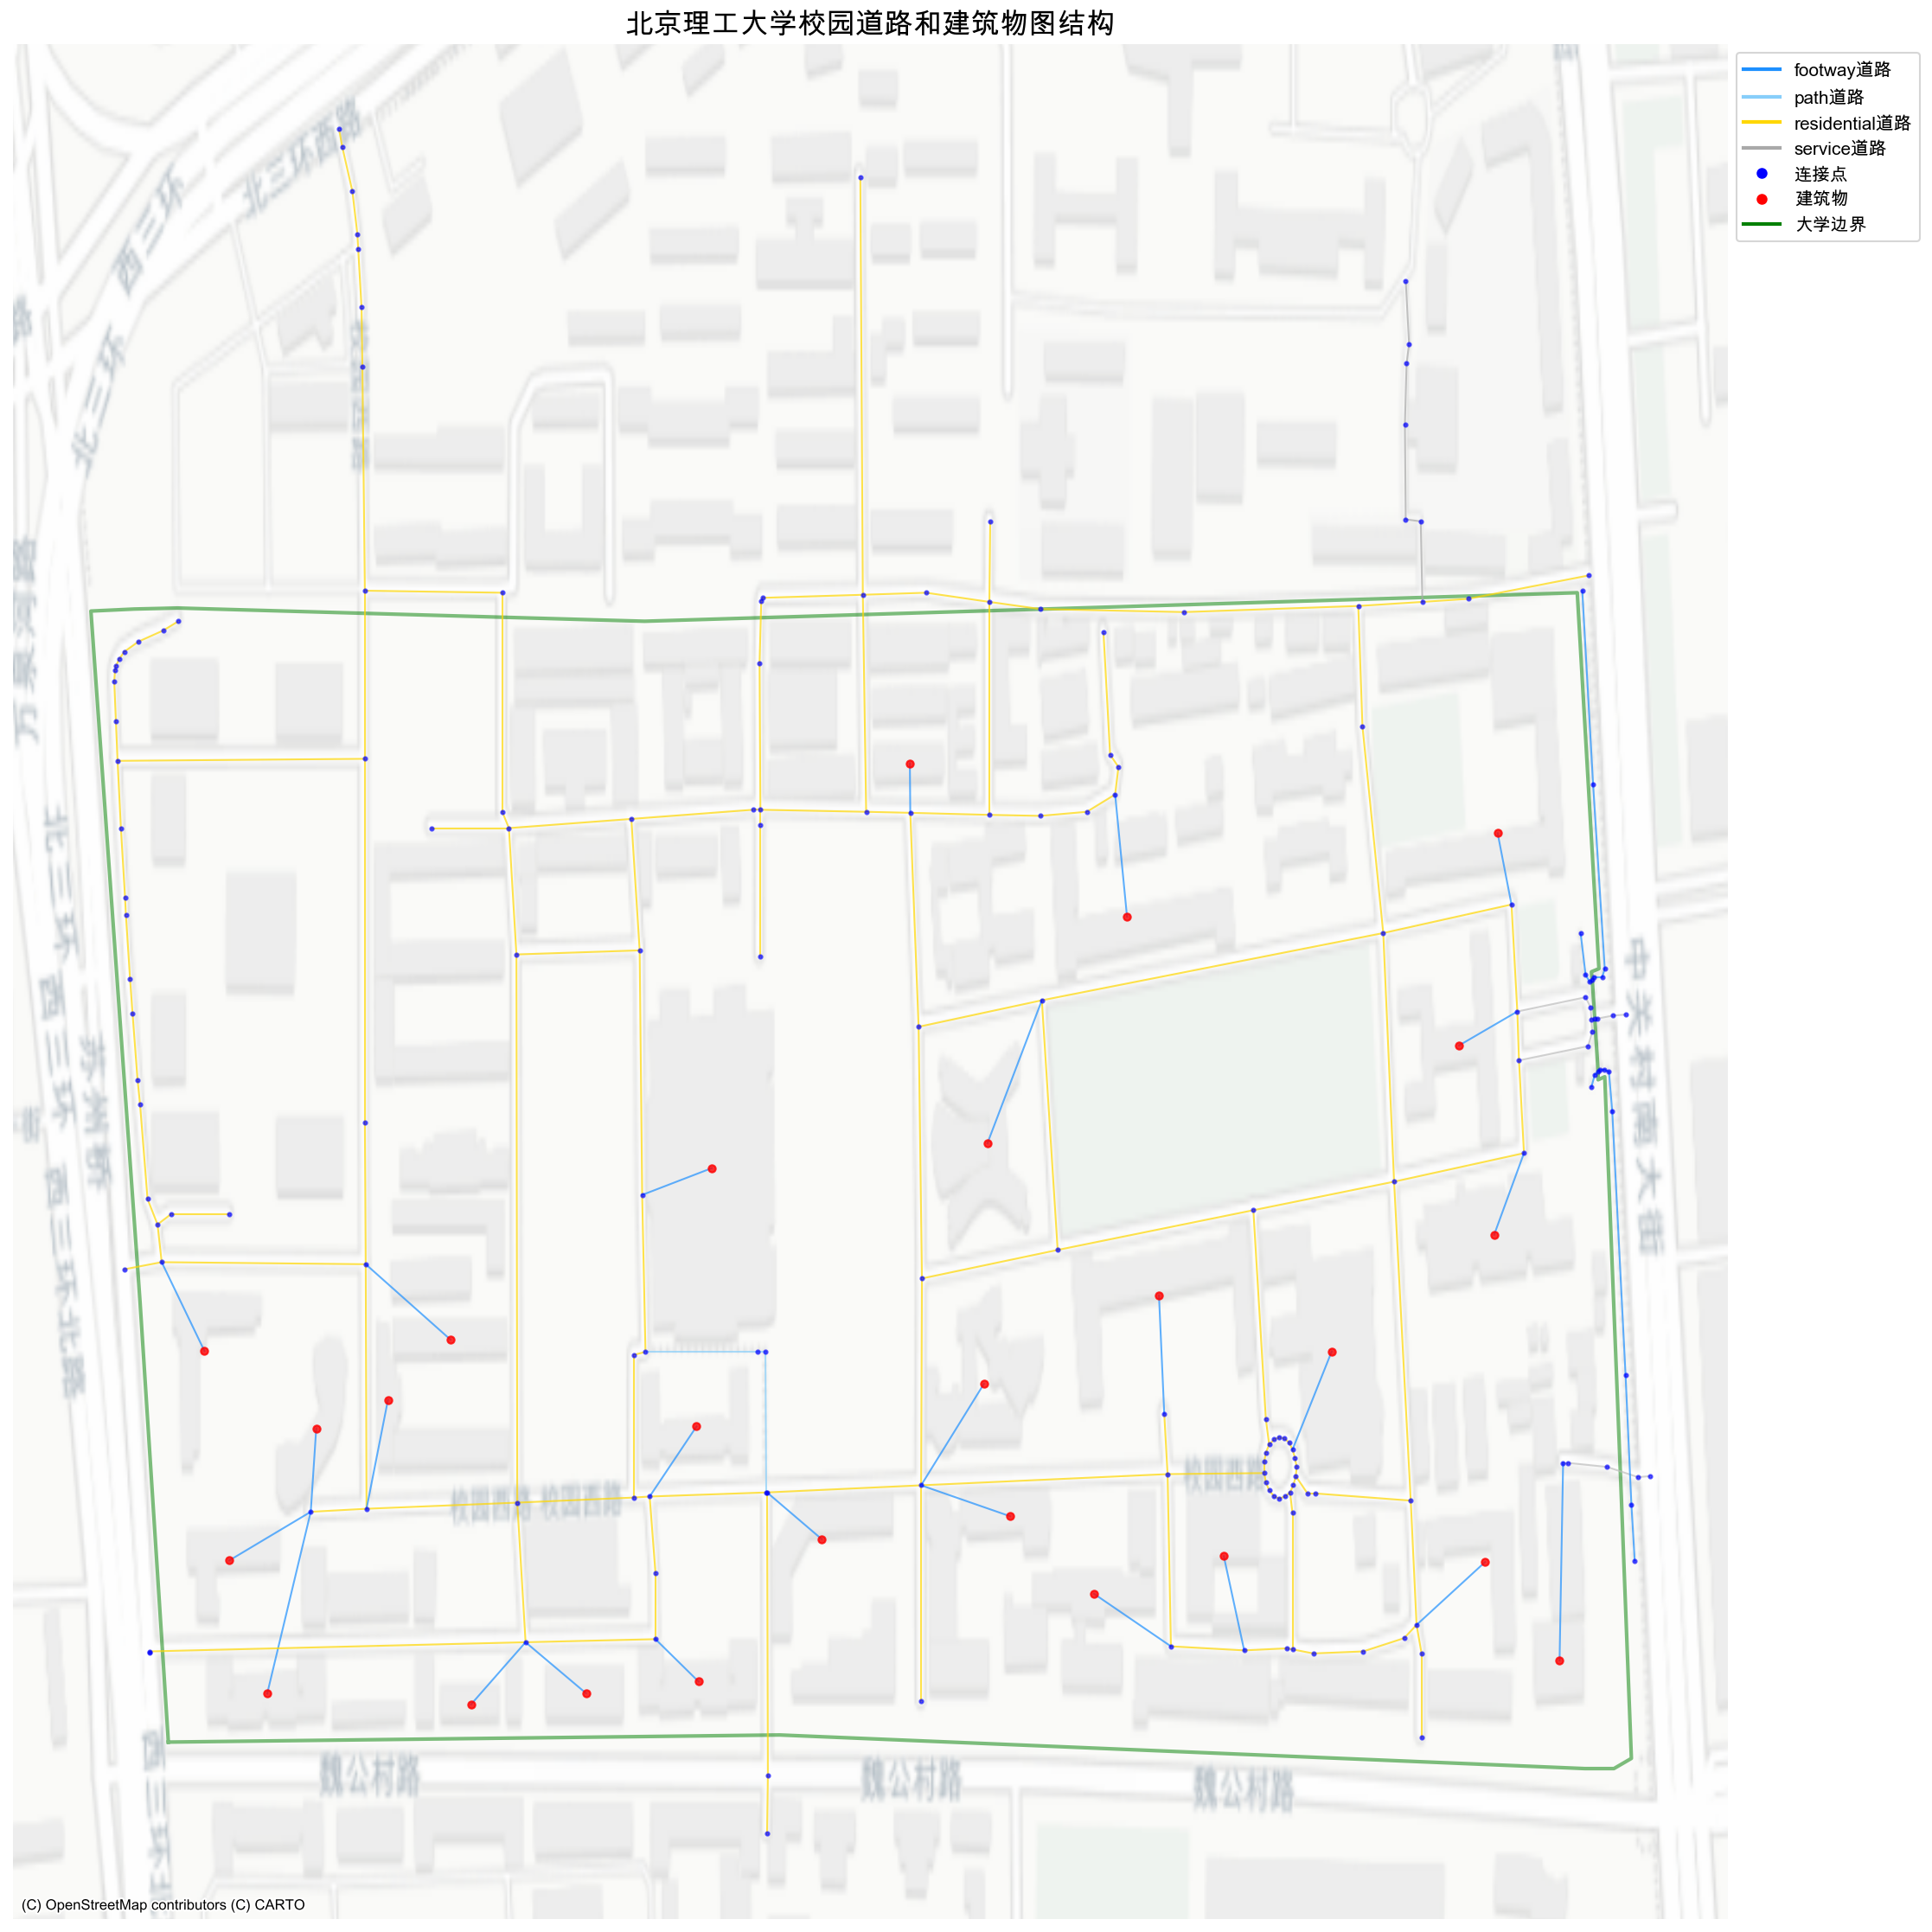 北京理工大学校园道路和建筑物图结构
footway道路
path道路
residential道路
service道路
连接点
建筑物
大学边界
北三环西路
西三环
北三环
万泉河路
北三环
西三环
苏州桥
西三环北路
中关村南大街
校园西路
校园西路
校园西路
魏公村路
魏公村路
魏公村路
(C) OpenStreetMap contributors (C) CARTO